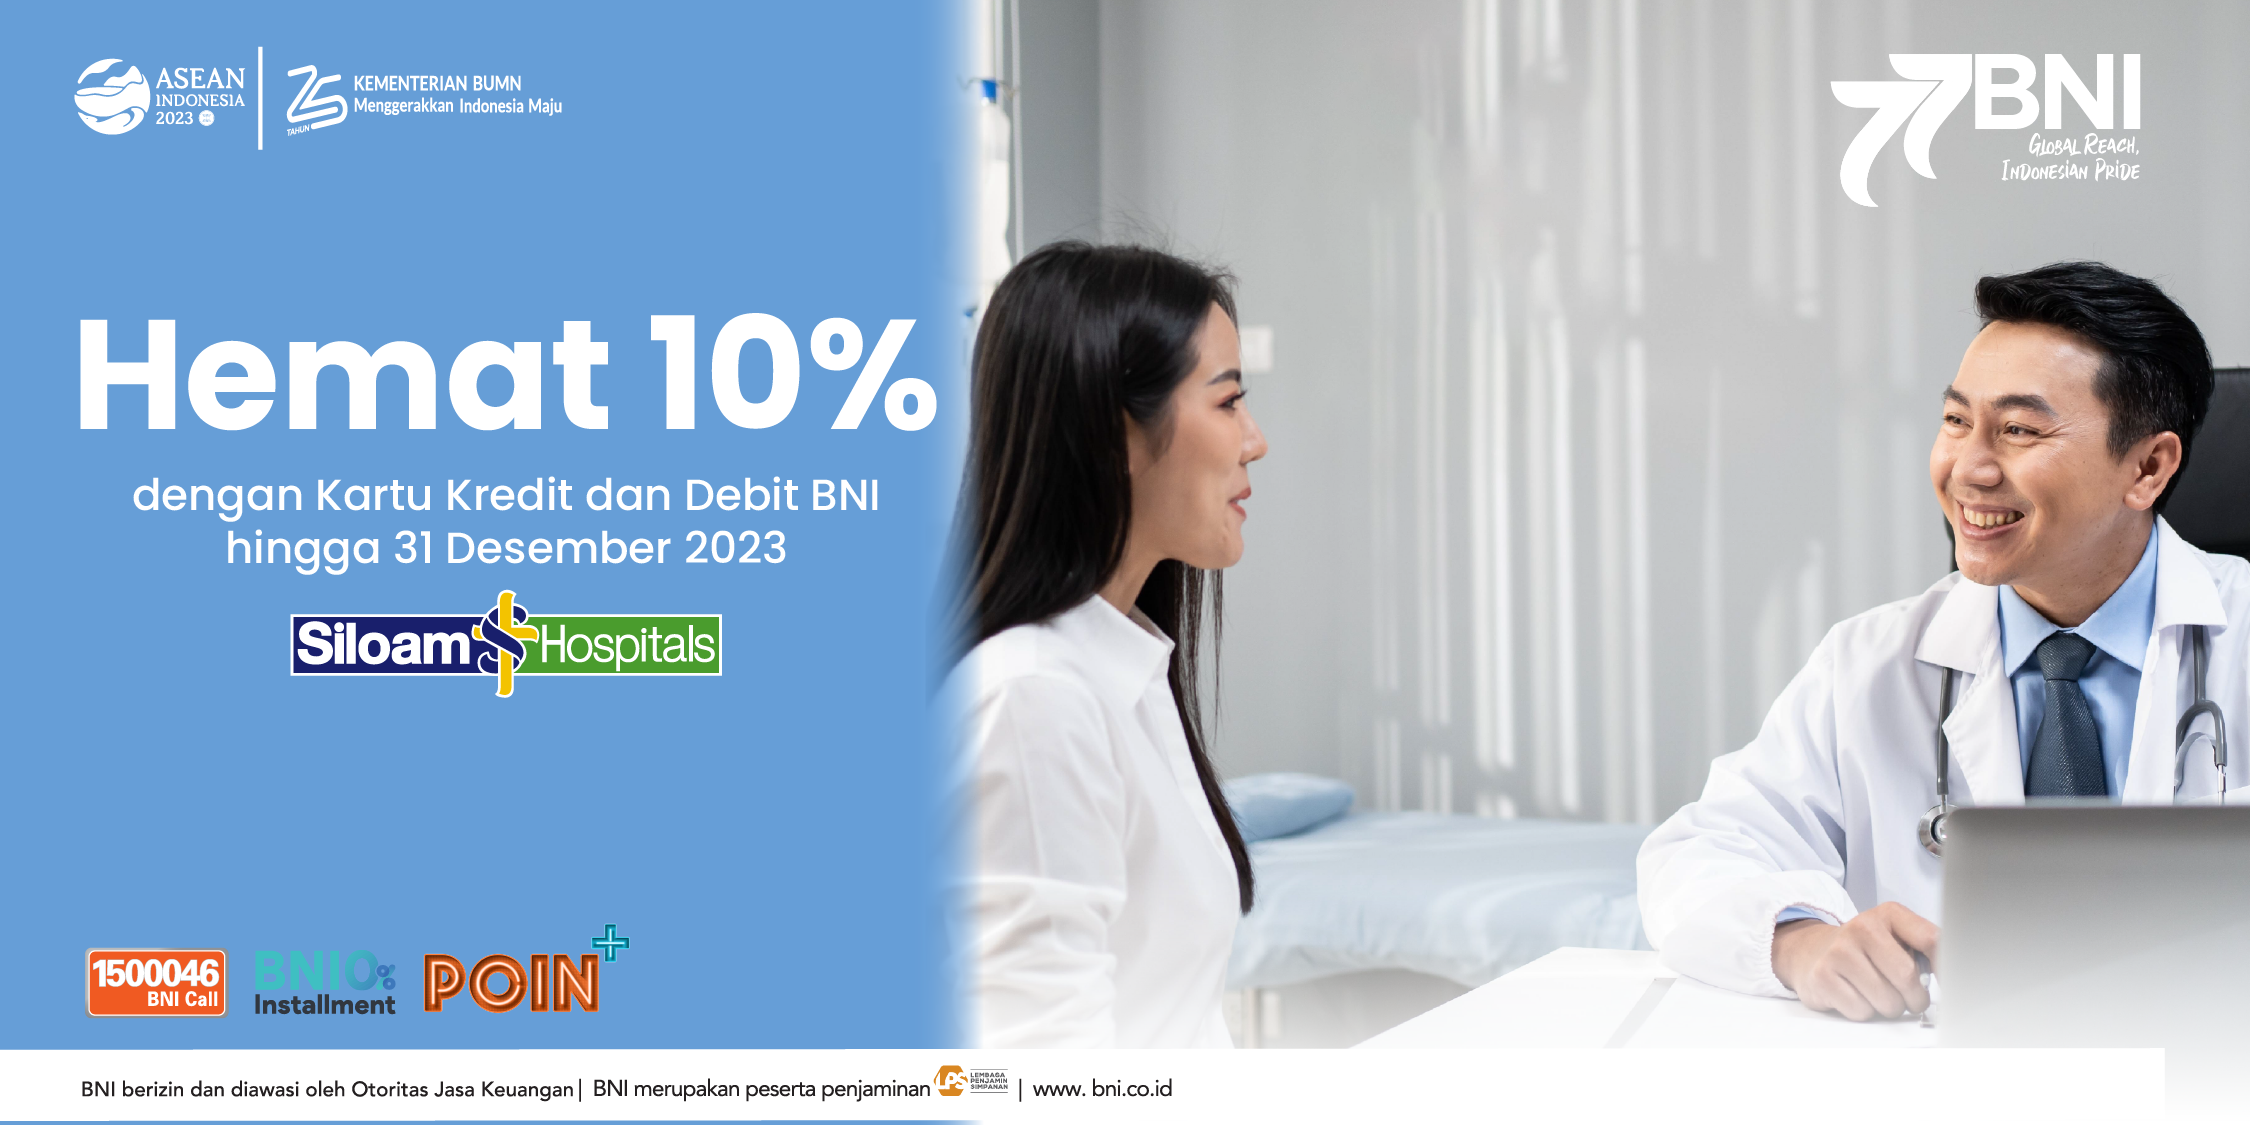 ASEAN
INDONESIA
2023
25
TAHUN
KEMENTERIAN BUMN
Menggerakkan Indonesia Maju
77
BNI
GLOBAL REACH,
INDONESIAN PRIDE
Hemat 10%
dengan Kartu Kredit dan Debit BNI
hingga 31 Desember 2023
Siloam Hospitals
1500046
BNI Call
BNI 0%
Installment
POIN+
BNI berizin dan diawasi oleh Otoritas Jasa Keuangan | BNI merupakan peserta penjaminan LPS LEMBAGA PENJAMIN SIMPANAN | www. bni.co.id